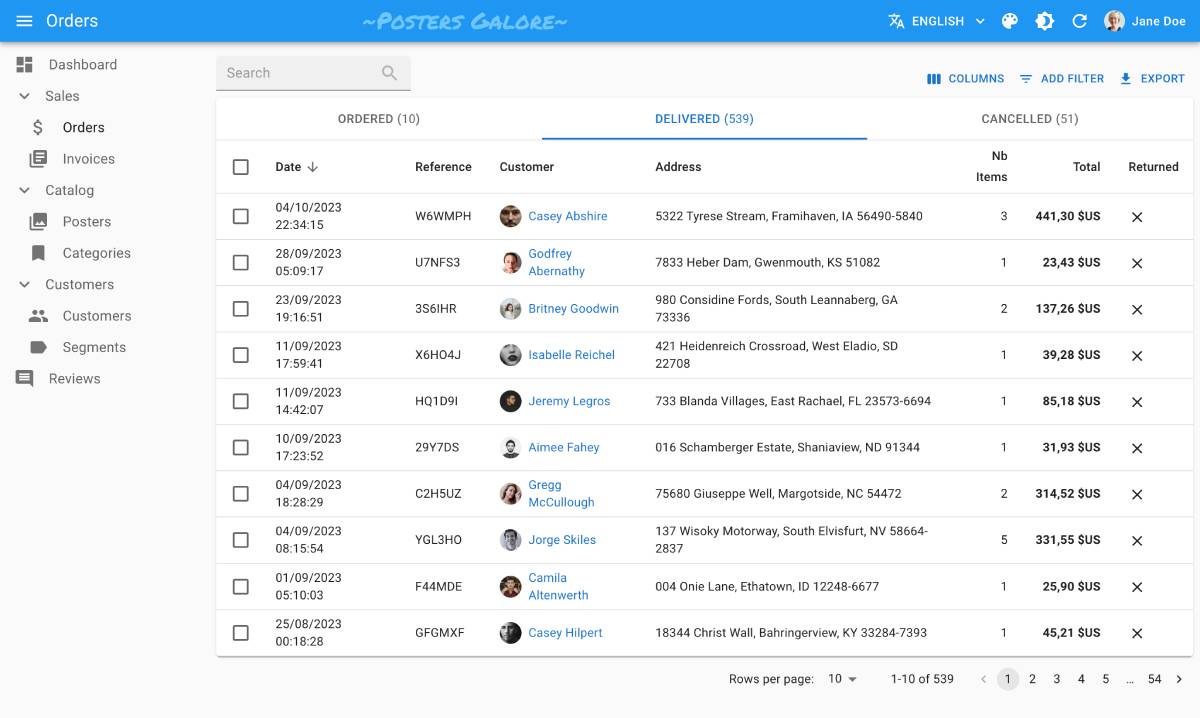 Orders
~Posters Galore~
ENGLISH
Jane Doe
Dashboard
Sales
Orders
Invoices
Catalog
Posters
Categories
Customers
Customers
Segments
Reviews
Search
COLUMNS
ADD FILTER
EXPORT
ORDERED (10)
DELIVERED (539)
CANCELLED (51)
Date
Reference
Customer
Address
Nb
Items
Total
Returned
04/10/2023
22:34:15
W6WMPH
Casey Abshire
5322 Tyrese Stream, Framihaven, IA 56490-5840
3
441,30 $US
28/09/2023
05:09:17
U7NFS3
Godfrey
Abernathy
7833 Heber Dam, Gwenmouth, KS 51082
1
23,43 $US
23/09/2023
19:16:51
3S6IHR
Britney Goodwin
980 Considine Fords, South Leannaberg, GA
73336
2
137,26 $US
11/09/2023
17:59:41
X6HO4J
Isabelle Reichel
421 Heidenreich Crossroad, West Eladio, SD
22708
1
39,28 $US
11/09/2023
14:42:07
HQ1D9I
Jeremy Legros
733 Blanda Villages, East Rachael, FL 23573-6694
1
85,18 $US
10/09/2023
17:23:52
29Y7DS
Aimee Fahey
016 Schamberger Estate, Shaniaview, ND 91344
1
31,93 $US
04/09/2023
18:28:29
C2H5UZ
Gregg
McCullough
75680 Giuseppe Well, Margotside, NC 54472
2
314,52 $US
04/09/2023
08:15:54
YGL3HO
Jorge Skiles
137 Wisoky Motorway, South Elvisfurt, NV 58664-
2837
5
331,55 $US
01/09/2023
05:10:03
F44MDE
Camila
Altenwerth
004 Onie Lane, Ethatown, ID 12248-6677
1
25,90 $US
25/08/2023
00:18:28
GFGMXF
Casey Hilpert
18344 Christ Wall, Bahringerview, KY 33284-7393
1
45,21 $US
Rows per page: 10
1-10 of 539
1 2 3 4 5 … 54